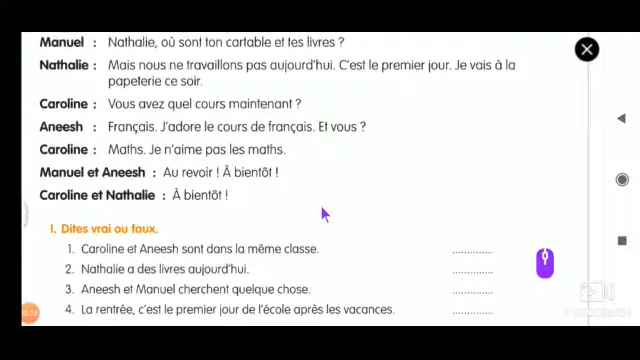 Manuel : Nathalie, où sont ton cartable et tes livres ?
Nathalie : Mais nous ne travaillons pas aujourd'hui. C'est le premier jour. Je vais à la
papeterie ce soir.
Caroline : Vous avez quel cours maintenant ?
Aneesh : Français. J'adore le cours de français. Et vous ?
Caroline : Maths. Je n'aime pas les maths.
Manuel et Aneesh : Au revoir ! À bientôt !
Caroline et Nathalie : À bientôt !
I. Dites vrai ou faux.
1. Caroline et Aneesh sont dans la même classe. ..............
2. Nathalie a des livres aujourd'hui. ..............
3. Aneesh et Manuel cherchent quelque chose. ..............
4. La rentrée, c'est le premier jour de l'école après les vacances. ..............